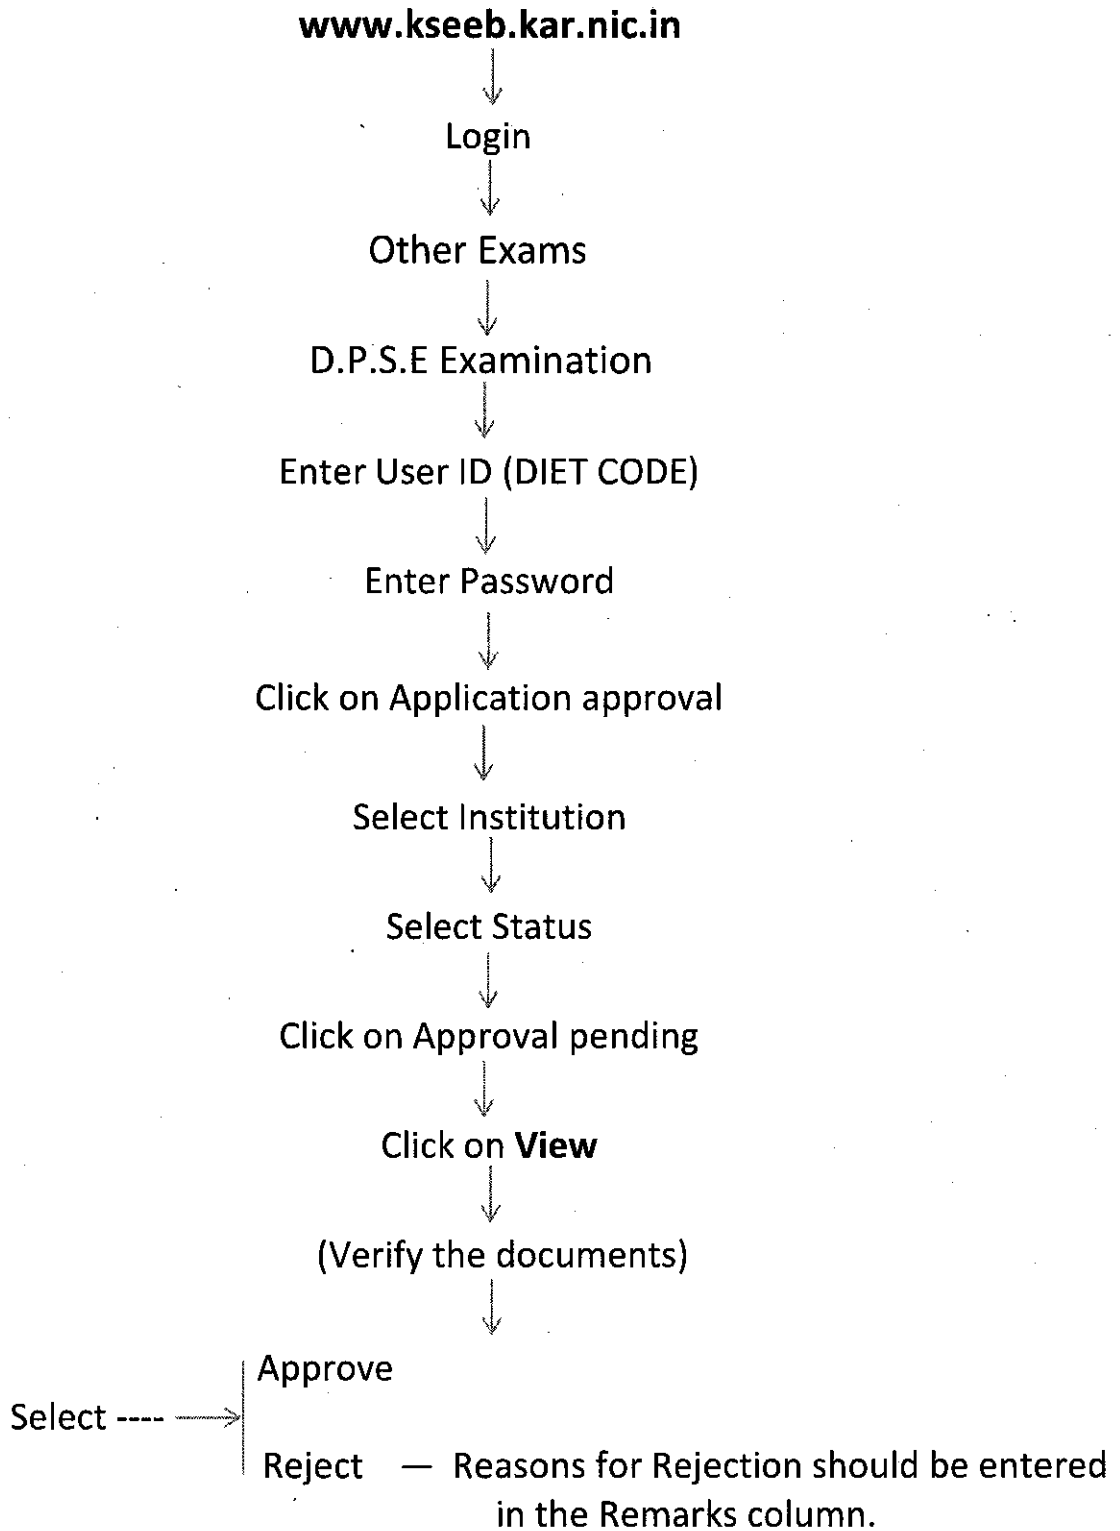 www.kseeb.kar.nic.in
Login
Other Exams
D.P.S.E Examination
Enter User ID (DIET CODE)
Enter Password
Click on Application approval
Select Institution
Select Status
Click on Approval pending
Click on View
(Verify the documents)
Approve
Select ----
Reject — Reasons for Rejection should be entered
in the Remarks column.